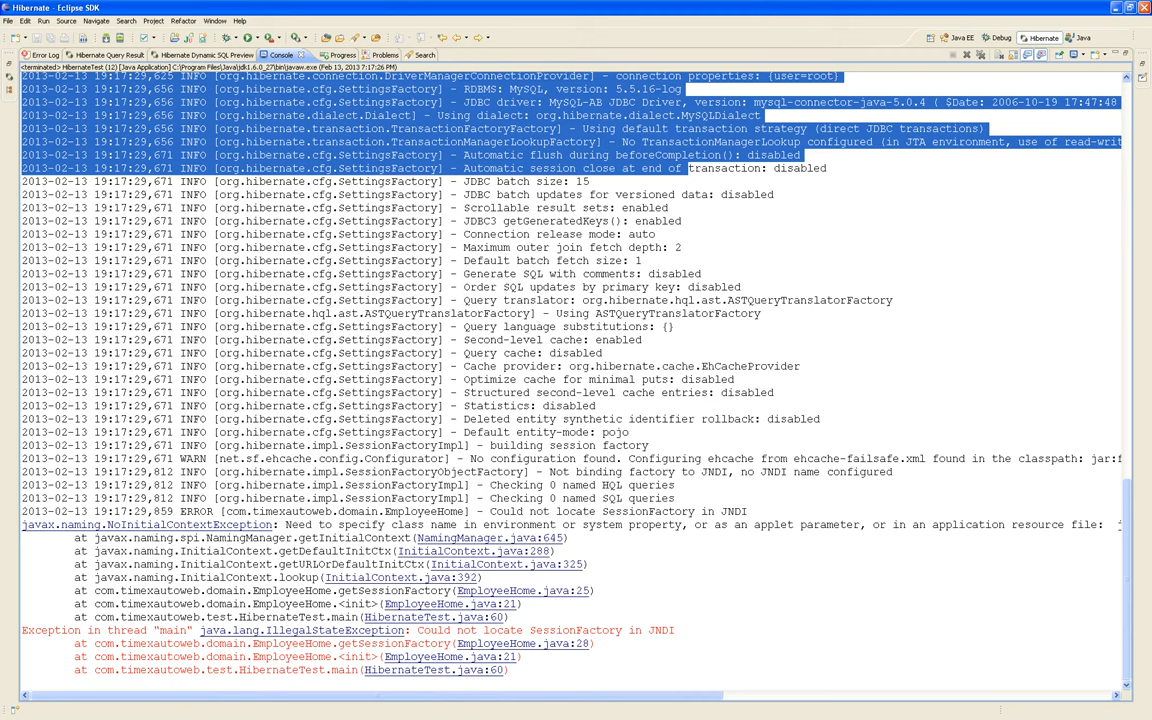 Hibernate - Eclipse SDK
File Edit Run Source Navigate Search Project Refactor Window Help
Java EE Debug Hibernate Java
Error Log Hibernate Query Result Hibernate Dynamic SQL Preview Console Progress Problems Search
<terminated> HibernateTest (12) [Java Application] C:\Program Files\Java\jdk1.6.0_27\bin\javaw.exe (Feb 13, 2013 7:17:26 PM)
2013-02-13 19:17:29,625 INFO [org.hibernate.connection.DriverManagerConnectionProvider] - connection properties: {user=root}
2013-02-13 19:17:29,656 INFO [org.hibernate.cfg.SettingsFactory] - RDBMS: MySQL, version: 5.5.16-log
2013-02-13 19:17:29,656 INFO [org.hibernate.cfg.SettingsFactory] - JDBC driver: MySQL-AB JDBC Driver, version: mysql-connector-java-5.0.4 ( $Date: 2006-10-19 17:47:48
2013-02-13 19:17:29,656 INFO [org.hibernate.dialect.Dialect] - Using dialect: org.hibernate.dialect.MySQLDialect
2013-02-13 19:17:29,656 INFO [org.hibernate.transaction.TransactionFactoryFactory] - Using default transaction strategy (direct JDBC transactions)
2013-02-13 19:17:29,656 INFO [org.hibernate.transaction.TransactionManagerLookupFactory] - No TransactionManagerLookup configured (in JTA environment, use of read-writ
2013-02-13 19:17:29,671 INFO [org.hibernate.cfg.SettingsFactory] - Automatic flush during beforeCompletion(): disabled
2013-02-13 19:17:29,671 INFO [org.hibernate.cfg.SettingsFactory] - Automatic session close at end of transaction: disabled
2013-02-13 19:17:29,671 INFO [org.hibernate.cfg.SettingsFactory] - JDBC batch size: 15
2013-02-13 19:17:29,671 INFO [org.hibernate.cfg.SettingsFactory] - JDBC batch updates for versioned data: disabled
2013-02-13 19:17:29,671 INFO [org.hibernate.cfg.SettingsFactory] - Scrollable result sets: enabled
2013-02-13 19:17:29,671 INFO [org.hibernate.cfg.SettingsFactory] - JDBC3 getGeneratedKeys(): enabled
2013-02-13 19:17:29,671 INFO [org.hibernate.cfg.SettingsFactory] - Connection release mode: auto
2013-02-13 19:17:29,671 INFO [org.hibernate.cfg.SettingsFactory] - Maximum outer join fetch depth: 2
2013-02-13 19:17:29,671 INFO [org.hibernate.cfg.SettingsFactory] - Default batch fetch size: 1
2013-02-13 19:17:29,671 INFO [org.hibernate.cfg.SettingsFactory] - Generate SQL with comments: disabled
2013-02-13 19:17:29,671 INFO [org.hibernate.cfg.SettingsFactory] - Order SQL updates by primary key: disabled
2013-02-13 19:17:29,671 INFO [org.hibernate.cfg.SettingsFactory] - Query translator: org.hibernate.hql.ast.ASTQueryTranslatorFactory
2013-02-13 19:17:29,671 INFO [org.hibernate.hql.ast.ASTQueryTranslatorFactory] - Using ASTQueryTranslatorFactory
2013-02-13 19:17:29,671 INFO [org.hibernate.cfg.SettingsFactory] - Query language substitutions: {}
2013-02-13 19:17:29,671 INFO [org.hibernate.cfg.SettingsFactory] - Second-level cache: enabled
2013-02-13 19:17:29,671 INFO [org.hibernate.cfg.SettingsFactory] - Query cache: disabled
2013-02-13 19:17:29,671 INFO [org.hibernate.cfg.SettingsFactory] - Cache provider: org.hibernate.cache.EhCacheProvider
2013-02-13 19:17:29,671 INFO [org.hibernate.cfg.SettingsFactory] - Optimize cache for minimal puts: disabled
2013-02-13 19:17:29,671 INFO [org.hibernate.cfg.SettingsFactory] - Structured second-level cache entries: disabled
2013-02-13 19:17:29,671 INFO [org.hibernate.cfg.SettingsFactory] - Statistics: disabled
2013-02-13 19:17:29,671 INFO [org.hibernate.cfg.SettingsFactory] - Deleted entity synthetic identifier rollback: disabled
2013-02-13 19:17:29,671 INFO [org.hibernate.cfg.SettingsFactory] - Default entity-mode: pojo
2013-02-13 19:17:29,671 INFO [org.hibernate.impl.SessionFactoryImpl] - building session factory
2013-02-13 19:17:29,671 WARN [net.sf.ehcache.config.Configurator] - No configuration found. Configuring ehcache from ehcache-failsafe.xml found in the classpath: jar:f
2013-02-13 19:17:29,812 INFO [org.hibernate.impl.SessionFactoryObjectFactory] - Not binding factory to JNDI, no JNDI name configured
2013-02-13 19:17:29,812 INFO [org.hibernate.impl.SessionFactoryImpl] - Checking 0 named HQL queries
2013-02-13 19:17:29,812 INFO [org.hibernate.impl.SessionFactoryImpl] - Checking 0 named SQL queries
2013-02-13 19:17:29,859 ERROR [com.timexautoweb.domain.EmployeeHome] - Could not locate SessionFactory in JNDI
javax.naming.NoInitialContextException: Need to specify class name in environment or system property, or as an applet parameter, or in an application resource file: j
at javax.naming.spi.NamingManager.getInitialContext(NamingManager.java:645)
at javax.naming.InitialContext.getDefaultInitCtx(InitialContext.java:288)
at javax.naming.InitialContext.getURLOrDefaultInitCtx(InitialContext.java:325)
at javax.naming.InitialContext.lookup(InitialContext.java:392)
at com.timexautoweb.domain.EmployeeHome.getSessionFactory(EmployeeHome.java:25)
at com.timexautoweb.domain.EmployeeHome.<init>(EmployeeHome.java:21)
at com.timexautoweb.test.HibernateTest.main(HibernateTest.java:60)
Exception in thread "main" java.lang.IllegalStateException: Could not locate SessionFactory in JNDI
at com.timexautoweb.domain.EmployeeHome.getSessionFactory(EmployeeHome.java:28)
at com.timexautoweb.domain.EmployeeHome.<init>(EmployeeHome.java:21)
at com.timexautoweb.test.HibernateTest.main(HibernateTest.java:60)